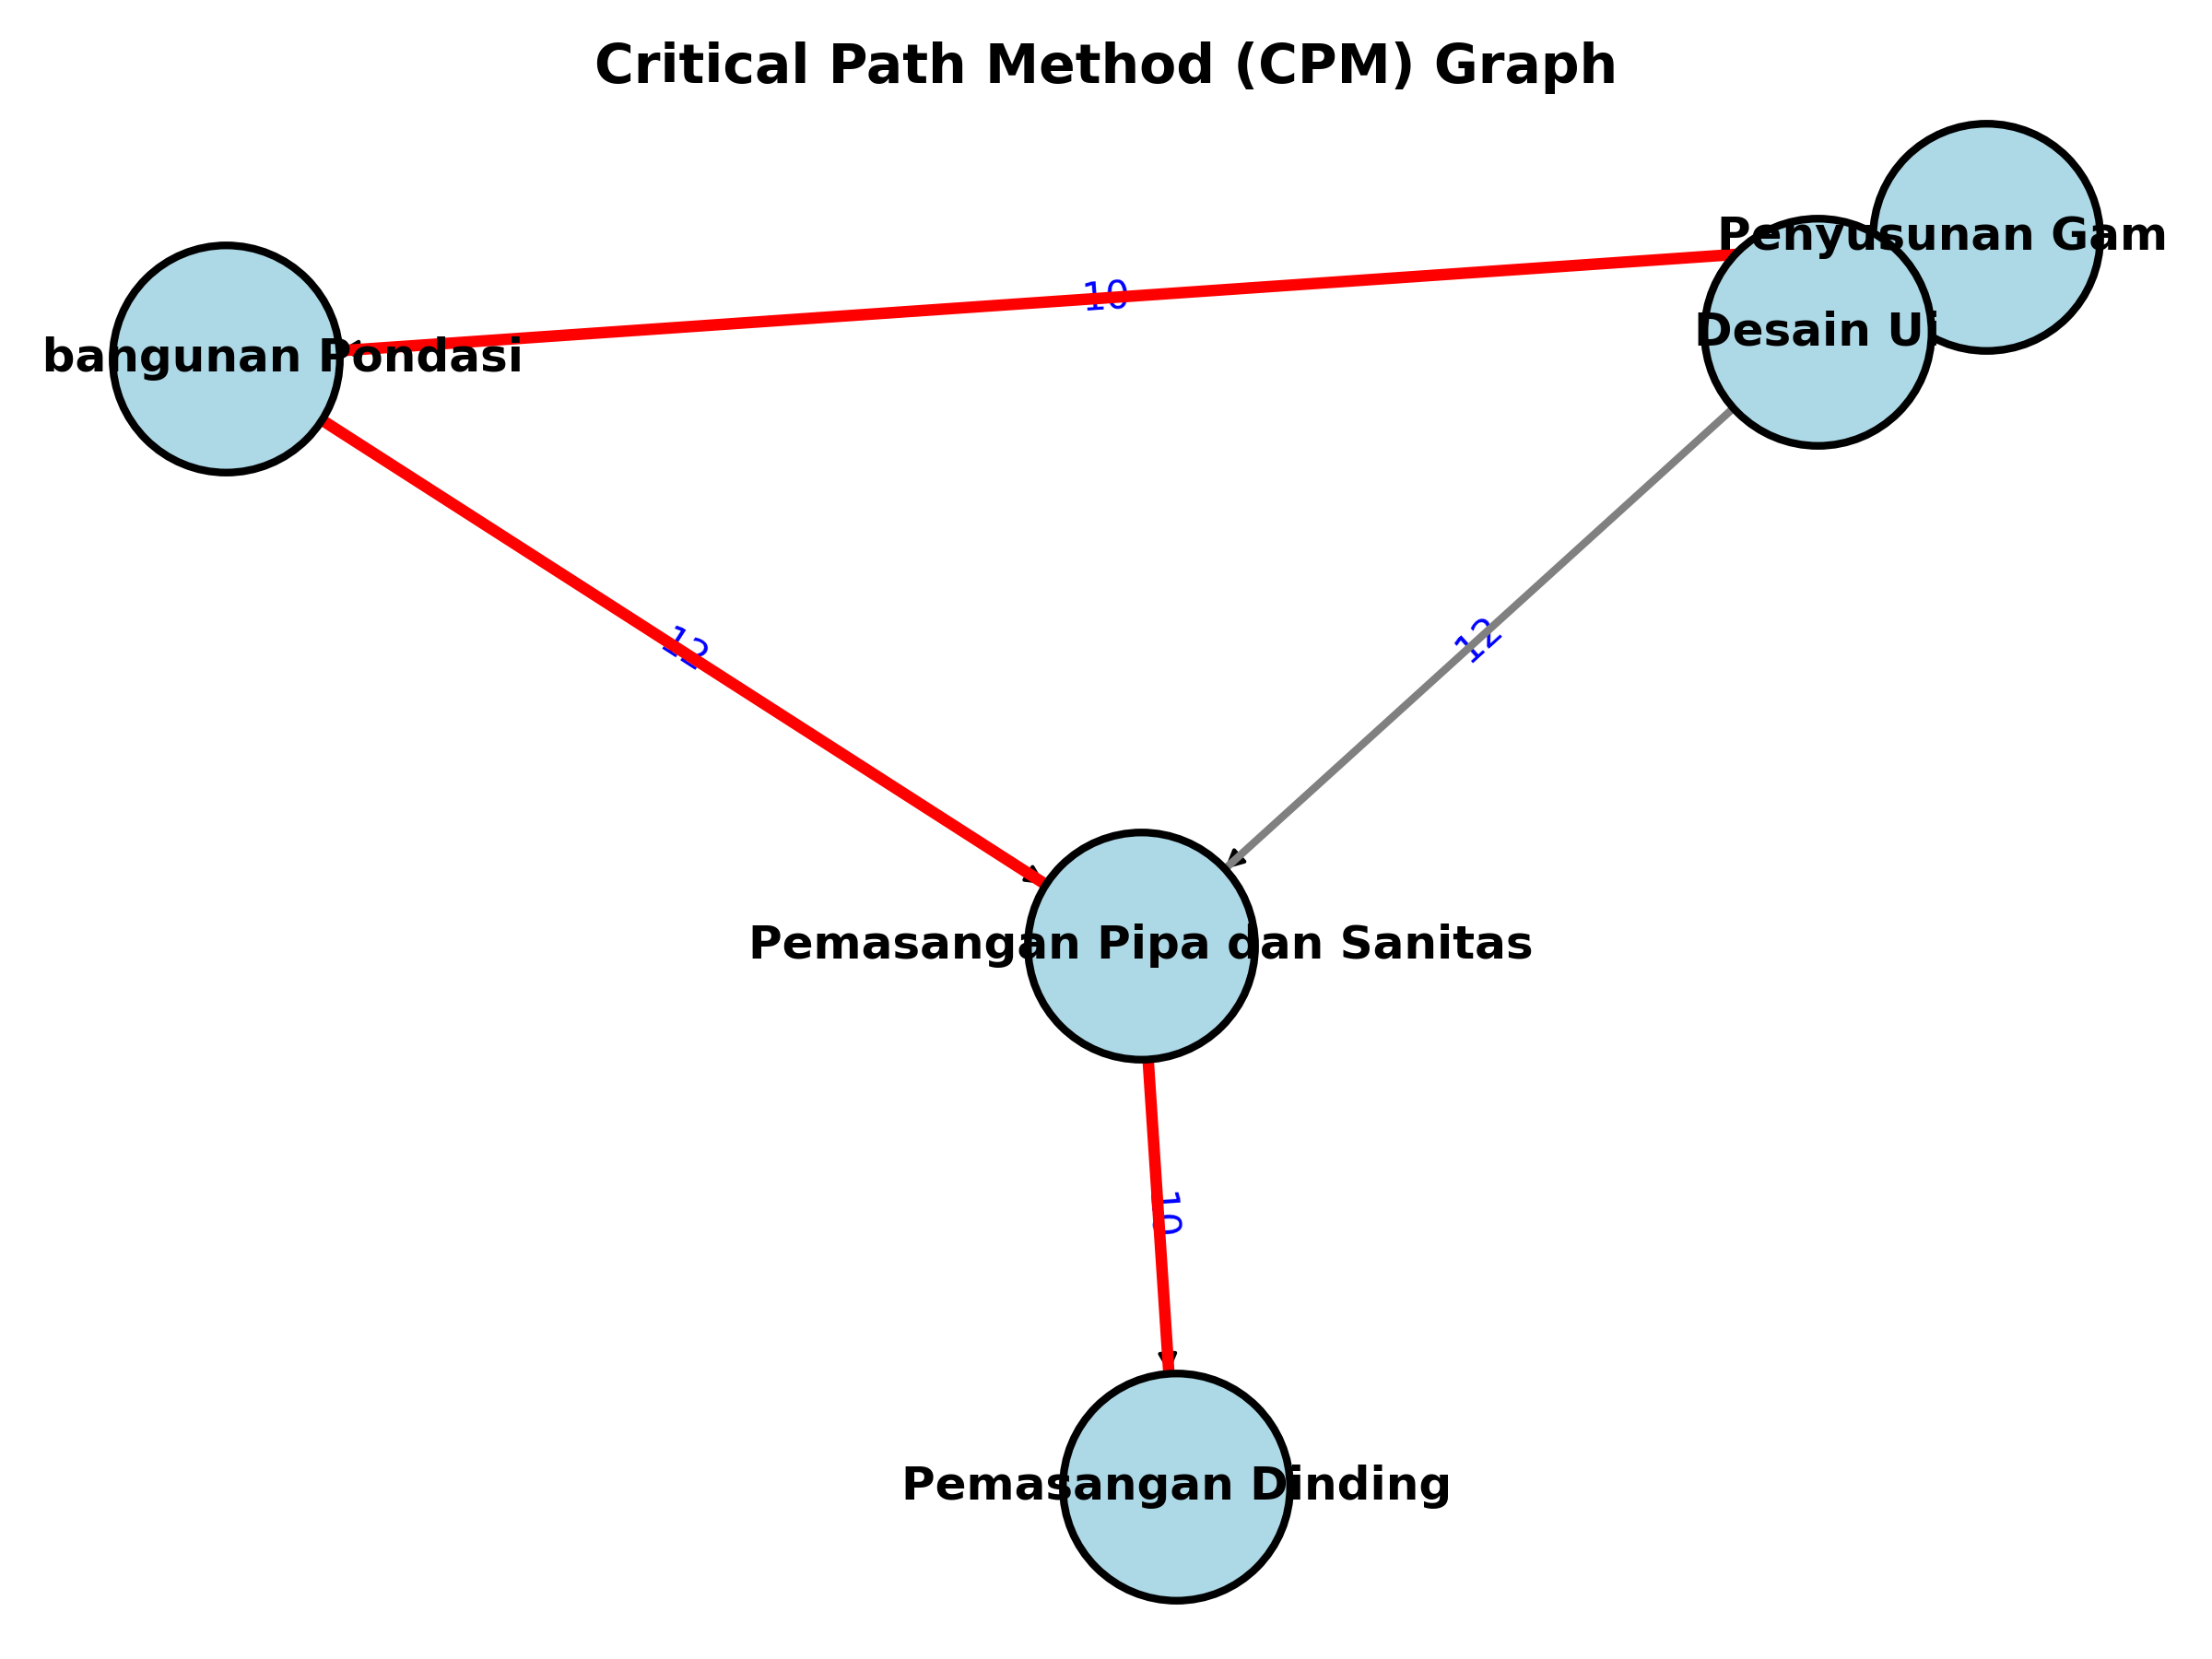 Critical Path Method (CPM) Graph
Penyusunan Gam
10
Desain Ui
bangunan Pondasi
12
12
Pemasangan Pipa dan Sanitas
10
Pemasangan Dinding